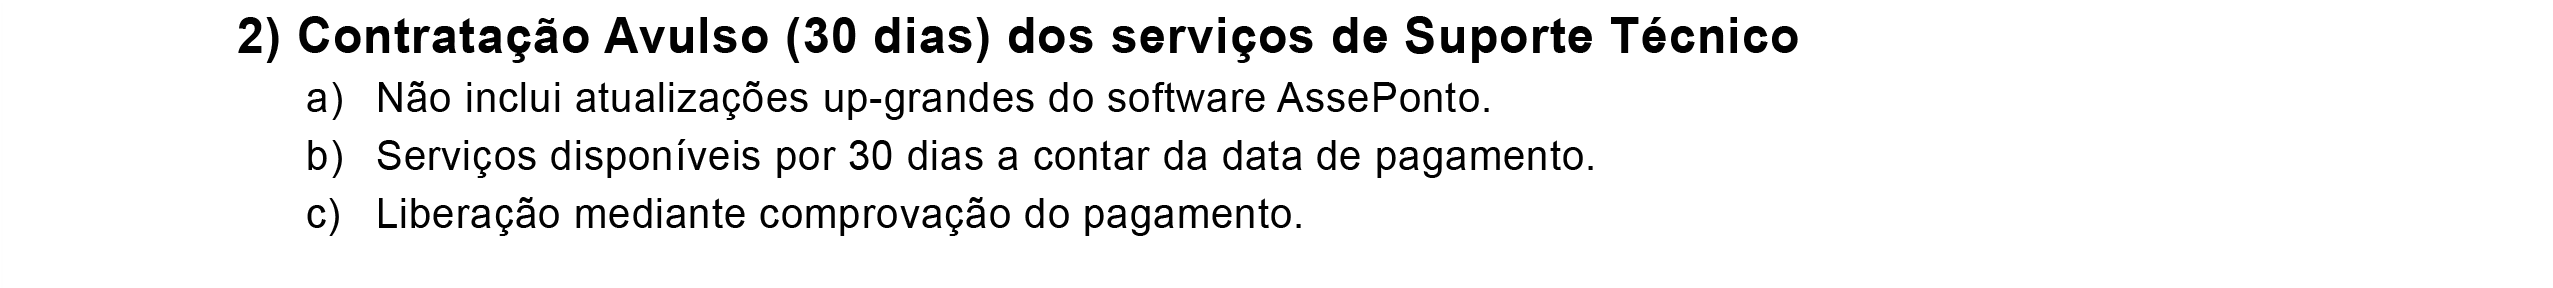 2) Contratação Avulso (30 dias) dos serviços de Suporte Técnico
a) Não inclui atualizações up-grandes do software AssePonto.
b) Serviços disponíveis por 30 dias a contar da data de pagamento.
c) Liberação mediante comprovação do pagamento.